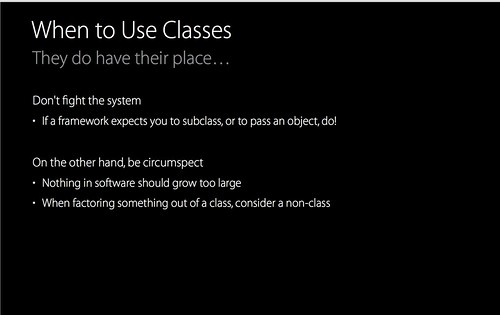 When to Use Classes
They do have their place…
Don't fight the system
• If a framework expects you to subclass, or to pass an object, do!
On the other hand, be circumspect
• Nothing in software should grow too large
• When factoring something out of a class, consider a non-class